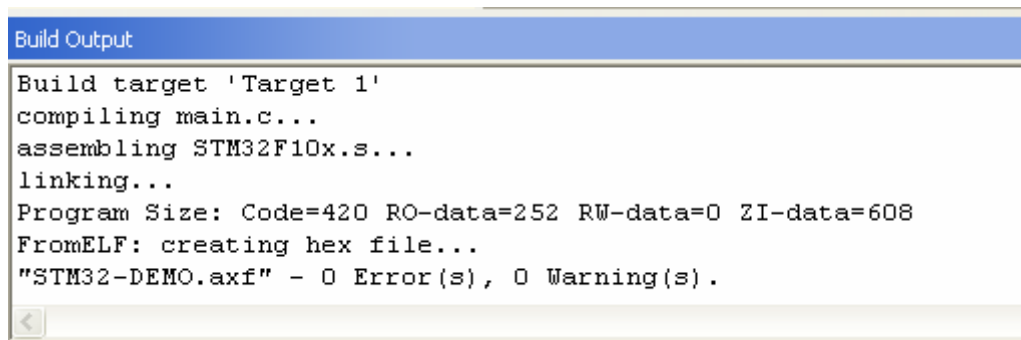 Build Output
Build target 'Target 1'
compiling main.c...
assembling STM32F10x.s...
linking...
Program Size: Code=420 RO-data=252 RW-data=0 ZI-data=608
FromELF: creating hex file...
"STM32-DEMO.axf" - 0 Error(s), 0 Warning(s).